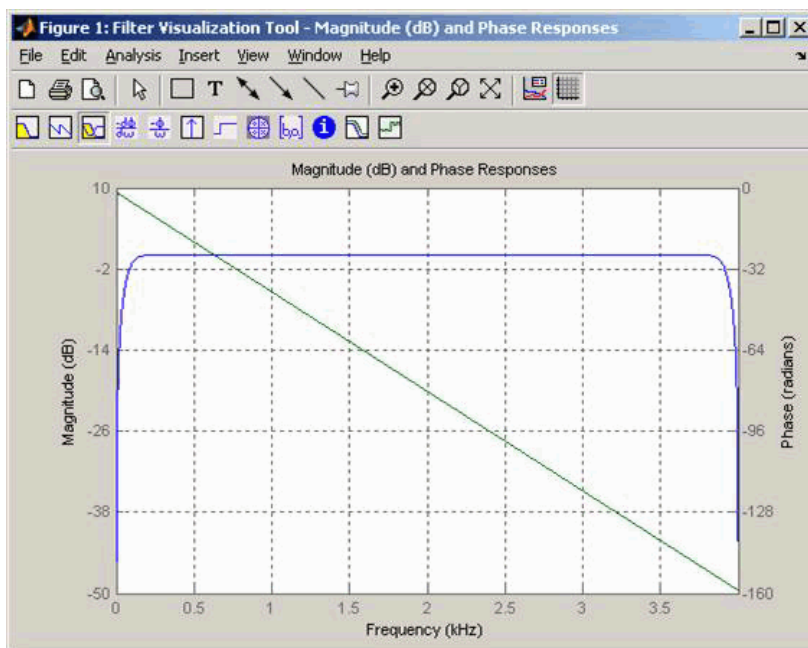 Figure 1: Filter Visualization Tool - Magnitude (dB) and Phase Responses
File Edit Analysis Insert View Window Help
T
[b,a]
i
Magnitude (dB) and Phase Responses
10
-2
-14
-26
-38
-50
Magnitude (dB)
0
-32
-64
-96
-128
-160
Phase (radians)
0 0.5 1 1.5 2 2.5 3 3.5
Frequency (kHz)